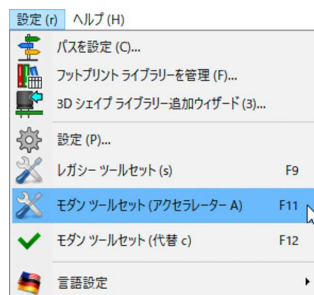 設定 (r) ヘルプ (H)
パスを設定 (C)...
フットプリント ライブラリーを管理 (F)...
3D シェイプ ライブラリー追加ウィザード (3)...
設定 (P)...
レガシー ツールセット (s) F9
モダン ツールセット (アクセラレーター A) F11
モダン ツールセット (代替 c) F12
言語設定